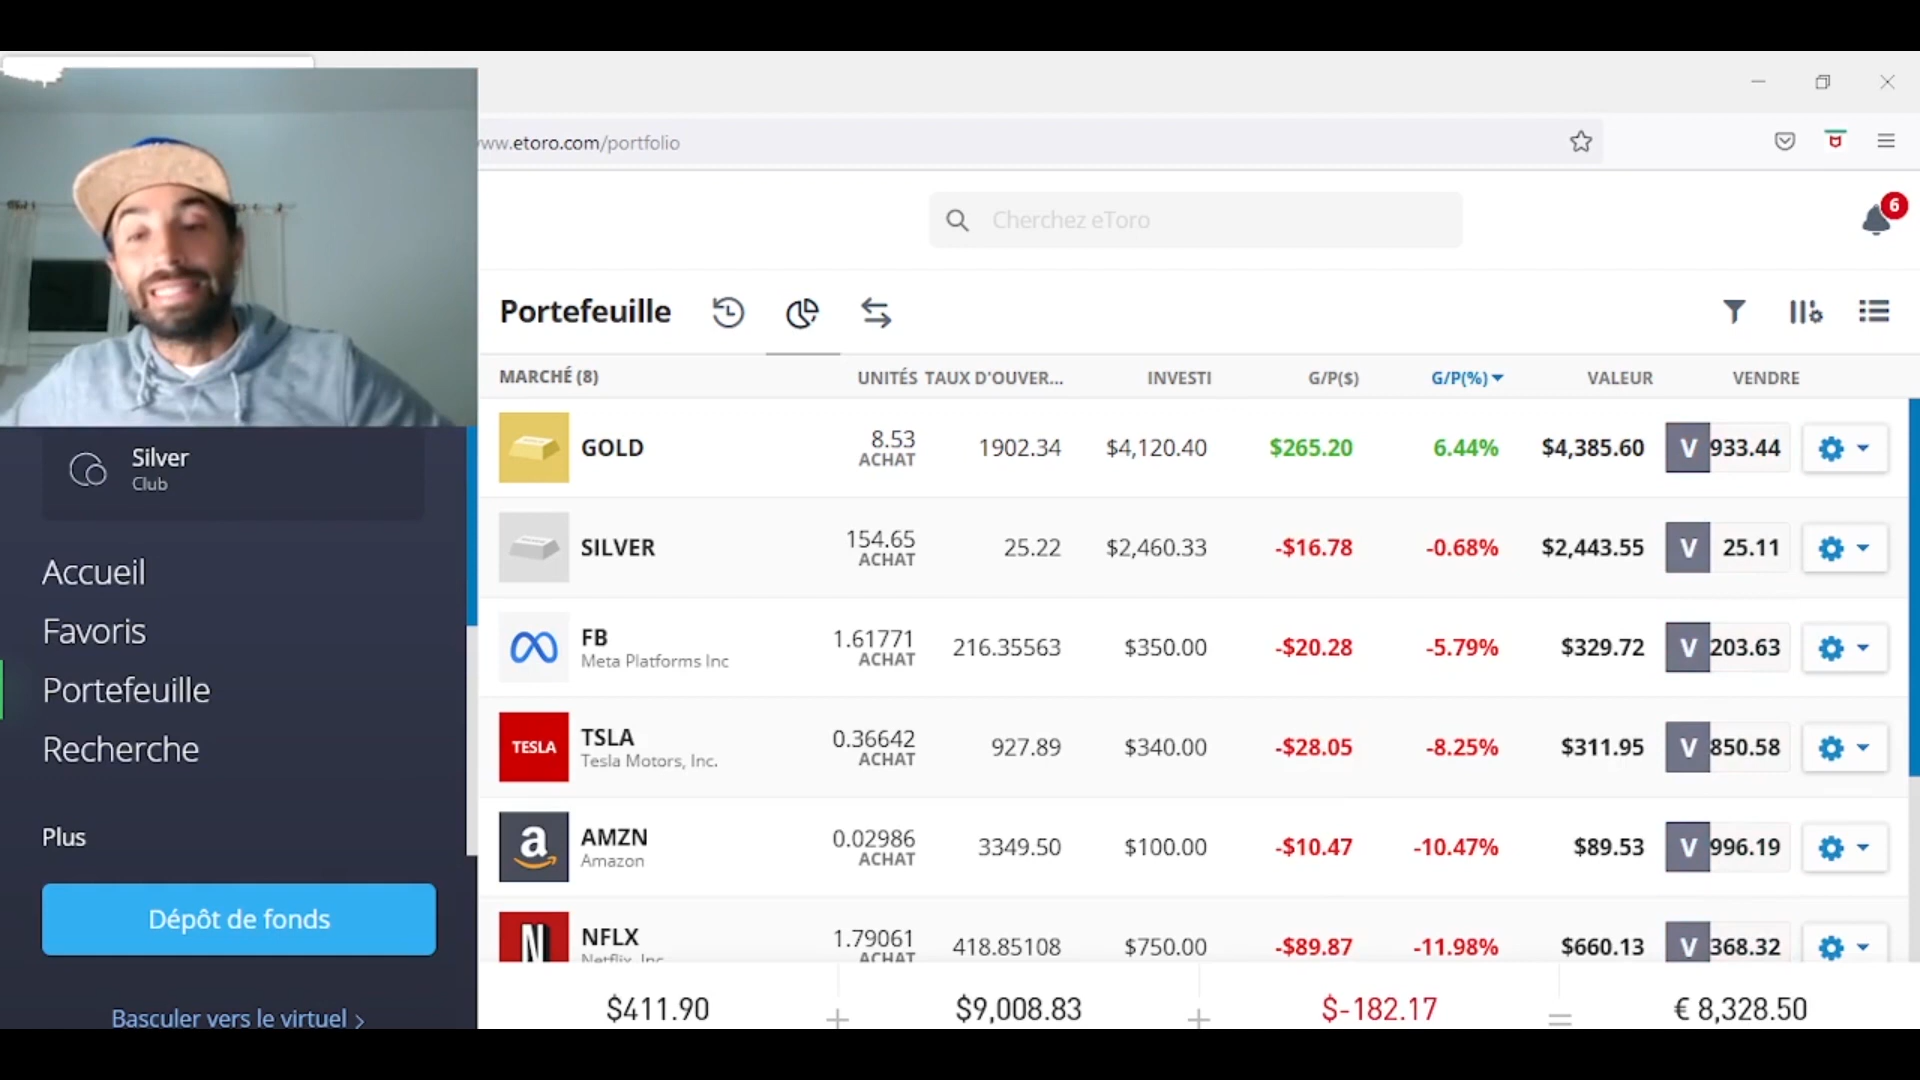 www.etoro.com/portfolio
Cherchez eToro
6
Portefeuille
MARCHÉ (8) UNITÉS TAUX D'OUVER... INVESTI G/P($) G/P(%) VALEUR VENDRE
GOLD 8.53 ACHAT 1902.34 $4,120.40 $265.20 6.44% $4,385.60 V 933.44
SILVER 154.65 ACHAT 25.22 $2,460.33 -$16.78 -0.68% $2,443.55 V 25.11
FB 1.61771 216.35563 $350.00 -$20.28 -5.79% $329.72 V 203.63
Meta Platforms Inc ACHAT
TESLA TSLA 0.36642 927.89 $340.00 -$28.05 -8.25% $311.95 V 850.58
Tesla Motors, Inc. ACHAT
a AMZN 0.02986 3349.50 $100.00 -$10.47 -10.47% $89.53 V 996.19
Amazon ACHAT
N NFLX 1.79061 418.85108 $750.00 -$89.87 -11.98% $660.13 V 368.32
Netflix, Inc. ACHAT
$411.90 + $9,008.83 + $-182.17 = € 8,328.50
Silver
Club
Accueil
Favoris
Portefeuille
Recherche
Plus
Dépôt de fonds
Basculer vers le virtuel >